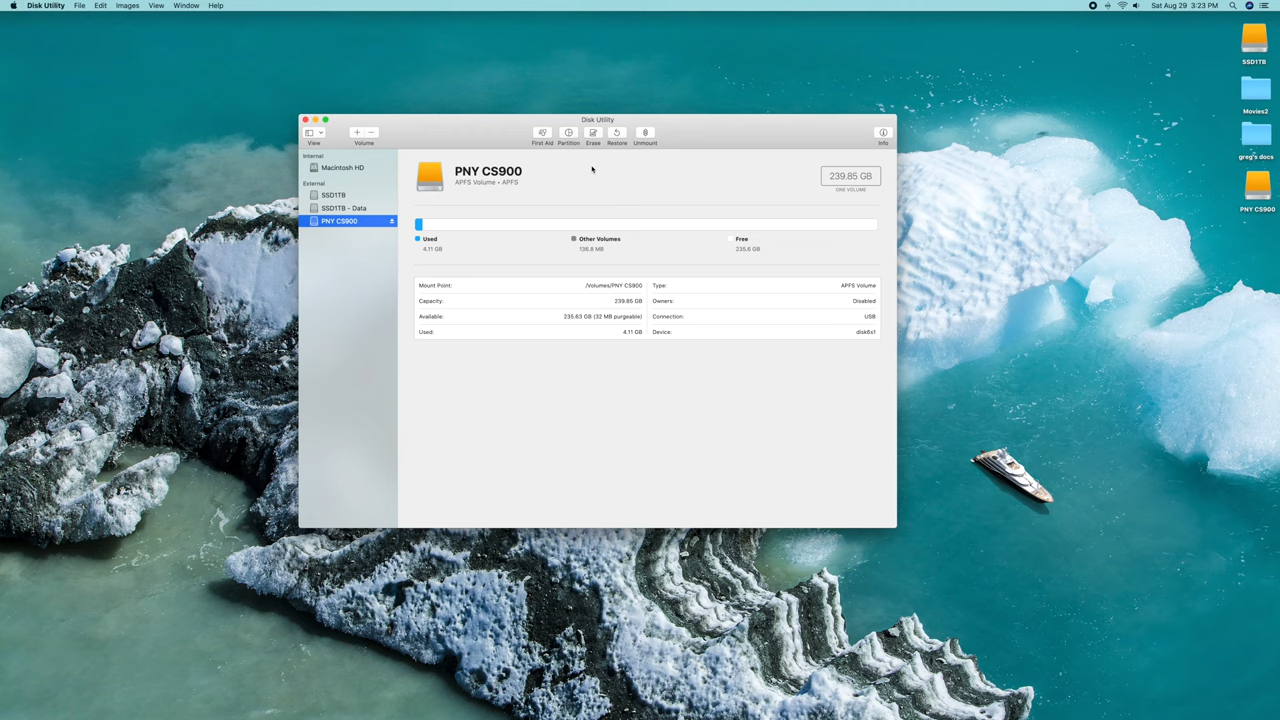 Disk Utility File Edit Images View Window Help
Sat Aug 29 3:23 PM
SSD1TB
Movies2
greg's docs
PNY CS900
Disk Utility
View
Volume
First Aid
Partition
Erase
Restore
Unmount
Info
Internal
Macintosh HD
External
SSD1TB
SSD1TB - Data
PNY CS900
PNY CS900
APFS Volume • APFS
239.85 GB
ONE VOLUME
Used
4.11 GB
Other Volumes
136.8 MB
Free
235.6 GB
Mount Point: /Volumes/PNY CS900
Capacity: 239.85 GB
Available: 235.63 GB (32 MB purgeable)
Used: 4.11 GB
Type: APFS Volume
Owners: Disabled
Connection: USB
Device: disk6s1